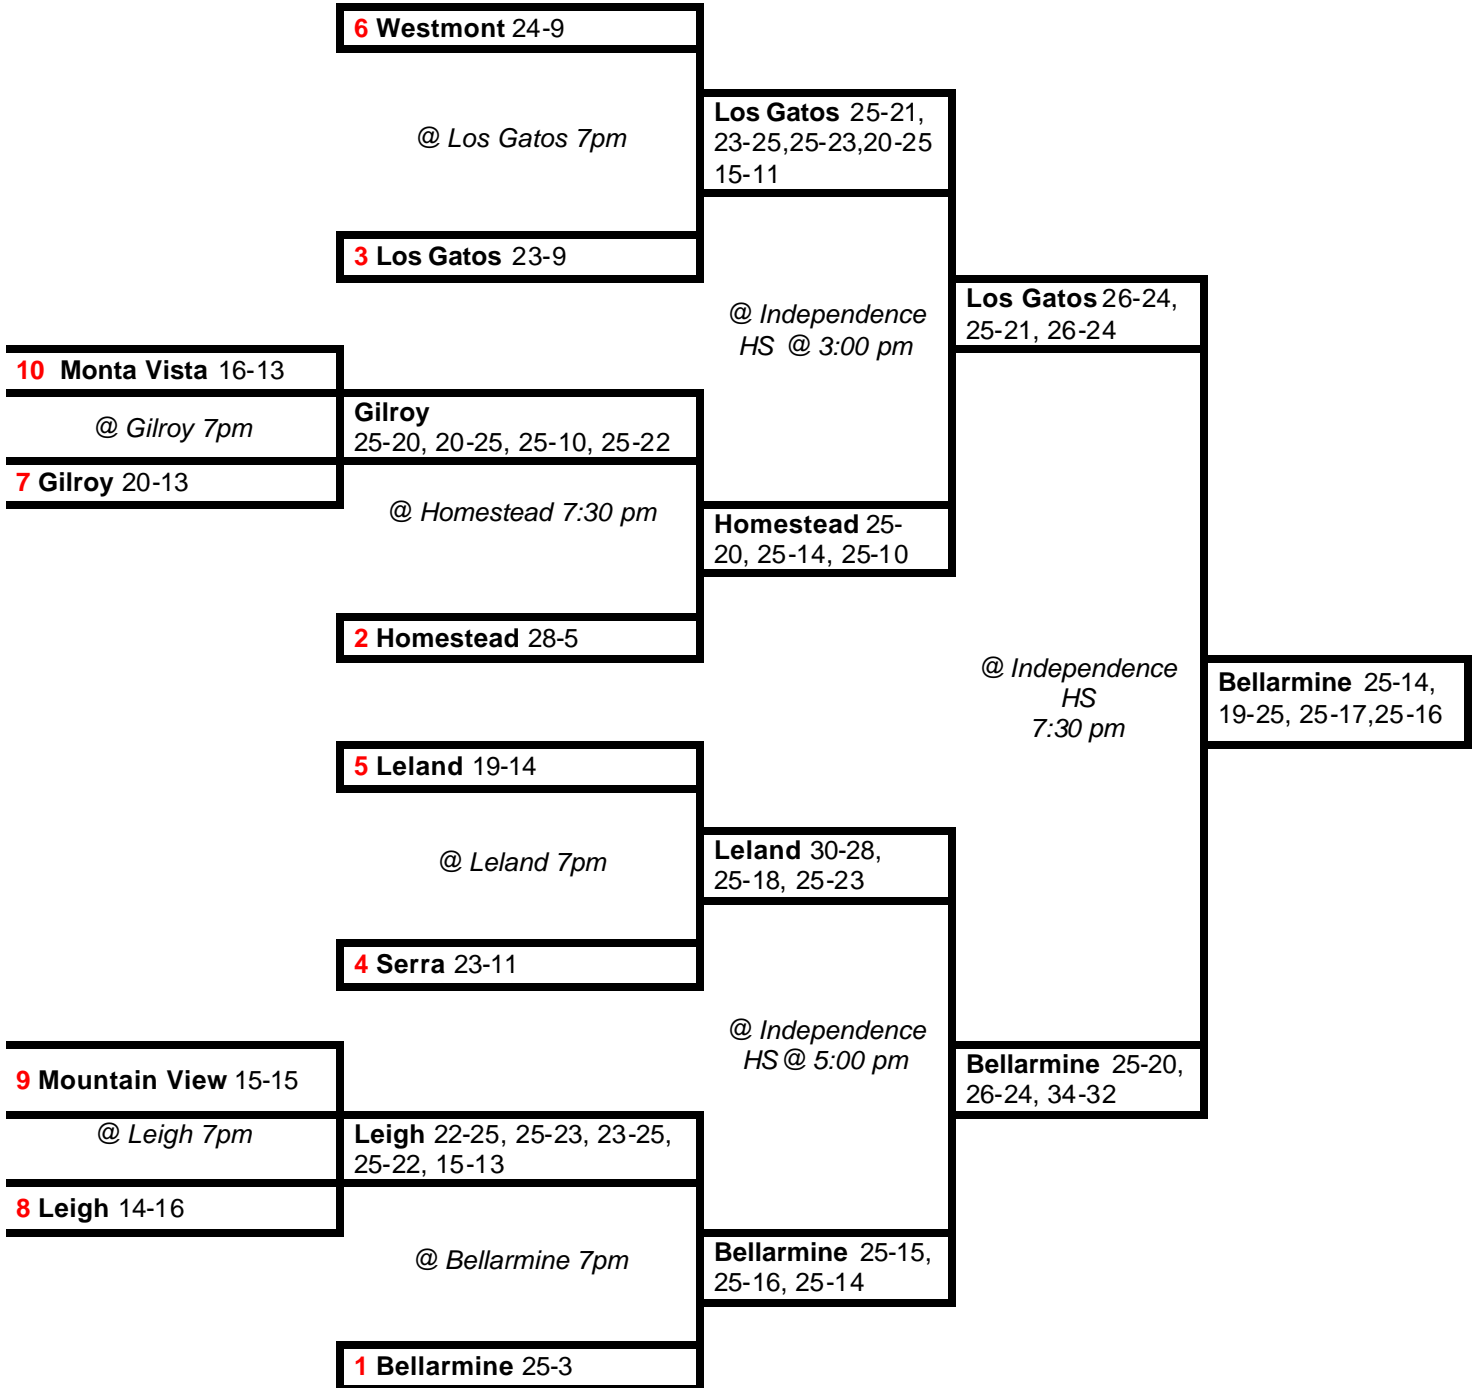 6 Westmont 24-9
@ Los Gatos 7pm
Los Gatos 25-21,
23-25,25-23,20-25
15-11
3 Los Gatos 23-9
@ Independence
HS @ 3:00 pm
Los Gatos 26-24,
25-21, 26-24
10 Monta Vista 16-13
@ Gilroy 7pm
Gilroy
25-20, 20-25, 25-10, 25-22
7 Gilroy 20-13
@ Homestead 7:30 pm
Homestead 25-
20, 25-14, 25-10
2 Homestead 28-5
@ Independence
HS
7:30 pm
Bellarmine 25-14,
19-25, 25-17,25-16
5 Leland 19-14
@ Leland 7pm
Leland 30-28,
25-18, 25-23
4 Serra 23-11
@ Independence
HS @ 5:00 pm
Bellarmine 25-20,
26-24, 34-32
9 Mountain View 15-15
@ Leigh 7pm
Leigh 22-25, 25-23, 23-25,
25-22, 15-13
8 Leigh 14-16
@ Bellarmine 7pm
Bellarmine 25-15,
25-16, 25-14
1 Bellarmine 25-3